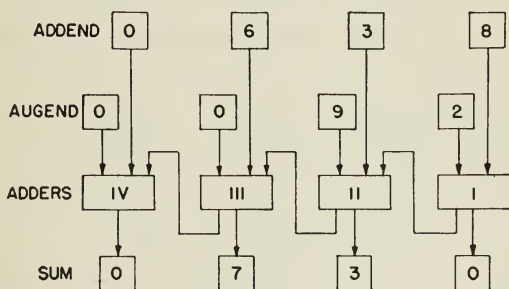 ADDEND 0 6 3 8
AUGEND 0 0 9 2
ADDERS IV III II I
SUM 0 7 3 0